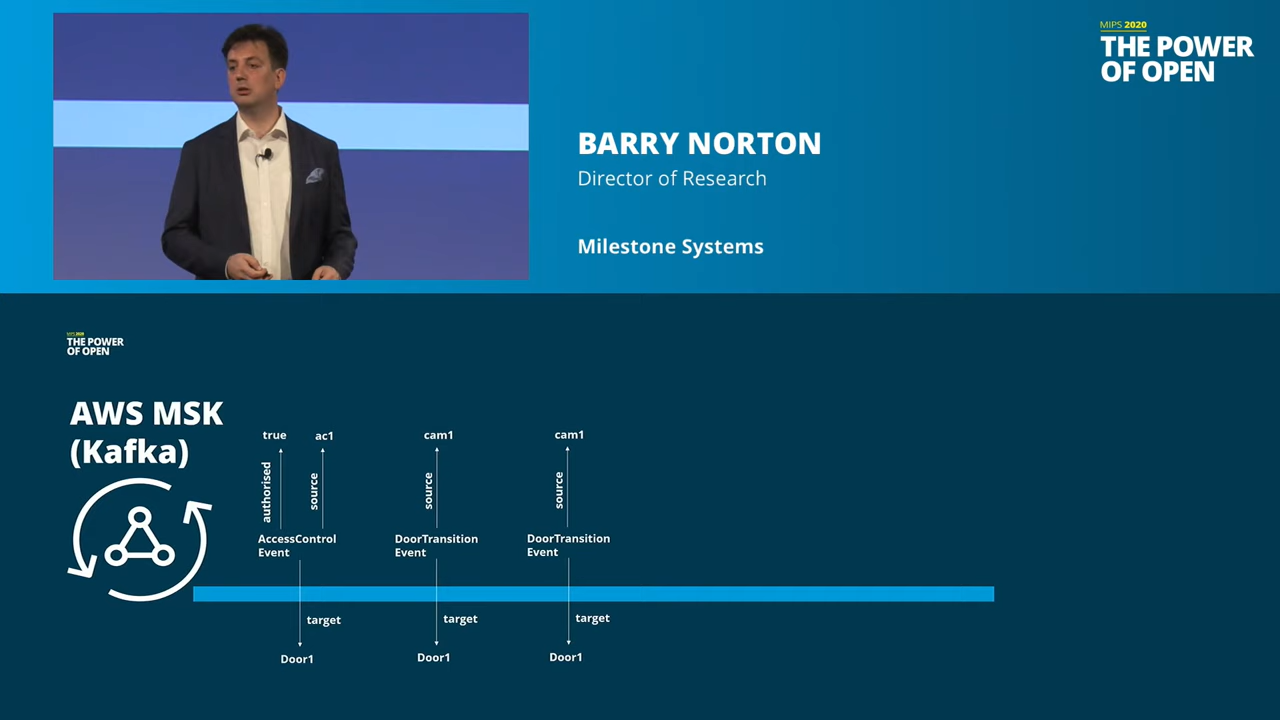 MIPS 2020
THE POWER
OF OPEN
BARRY NORTON
Director of Research
Milestone Systems
MIPS 2020
THE POWER
OF OPEN
AWS MSK
(Kafka)
true
ac1
cam1
cam1
authorised
source
source
source
AccessControl
Event
DoorTransition
Event
DoorTransition
Event
target
target
target
Door1
Door1
Door1